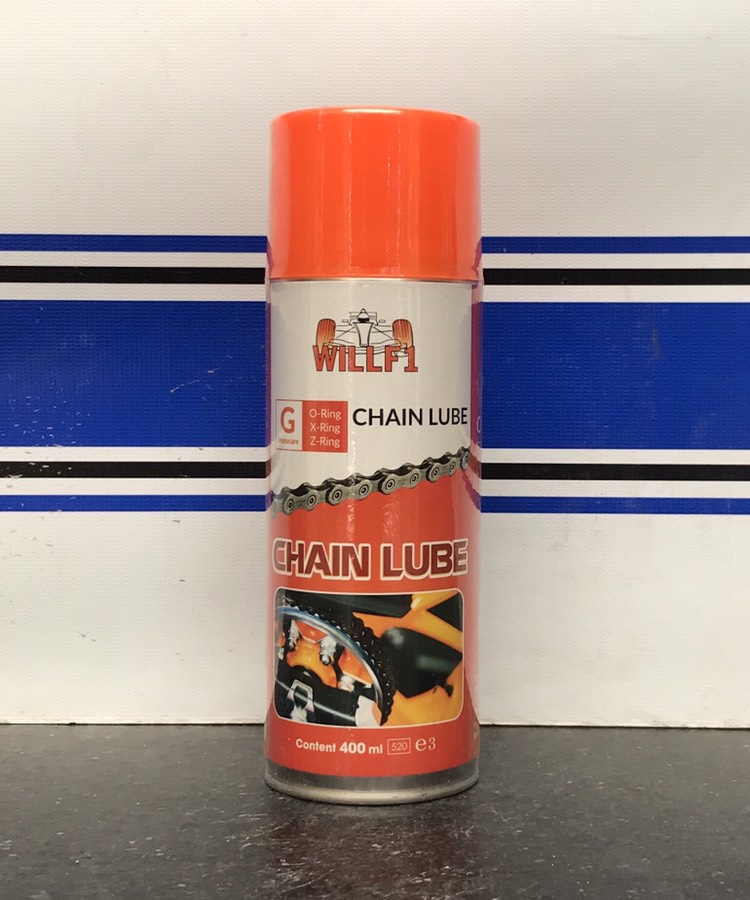 WILLF1
G
O-Ring
X-Ring
Z-Ring
CHAIN LUBE
CHAIN LUBE
Content 400 ml 520 e3